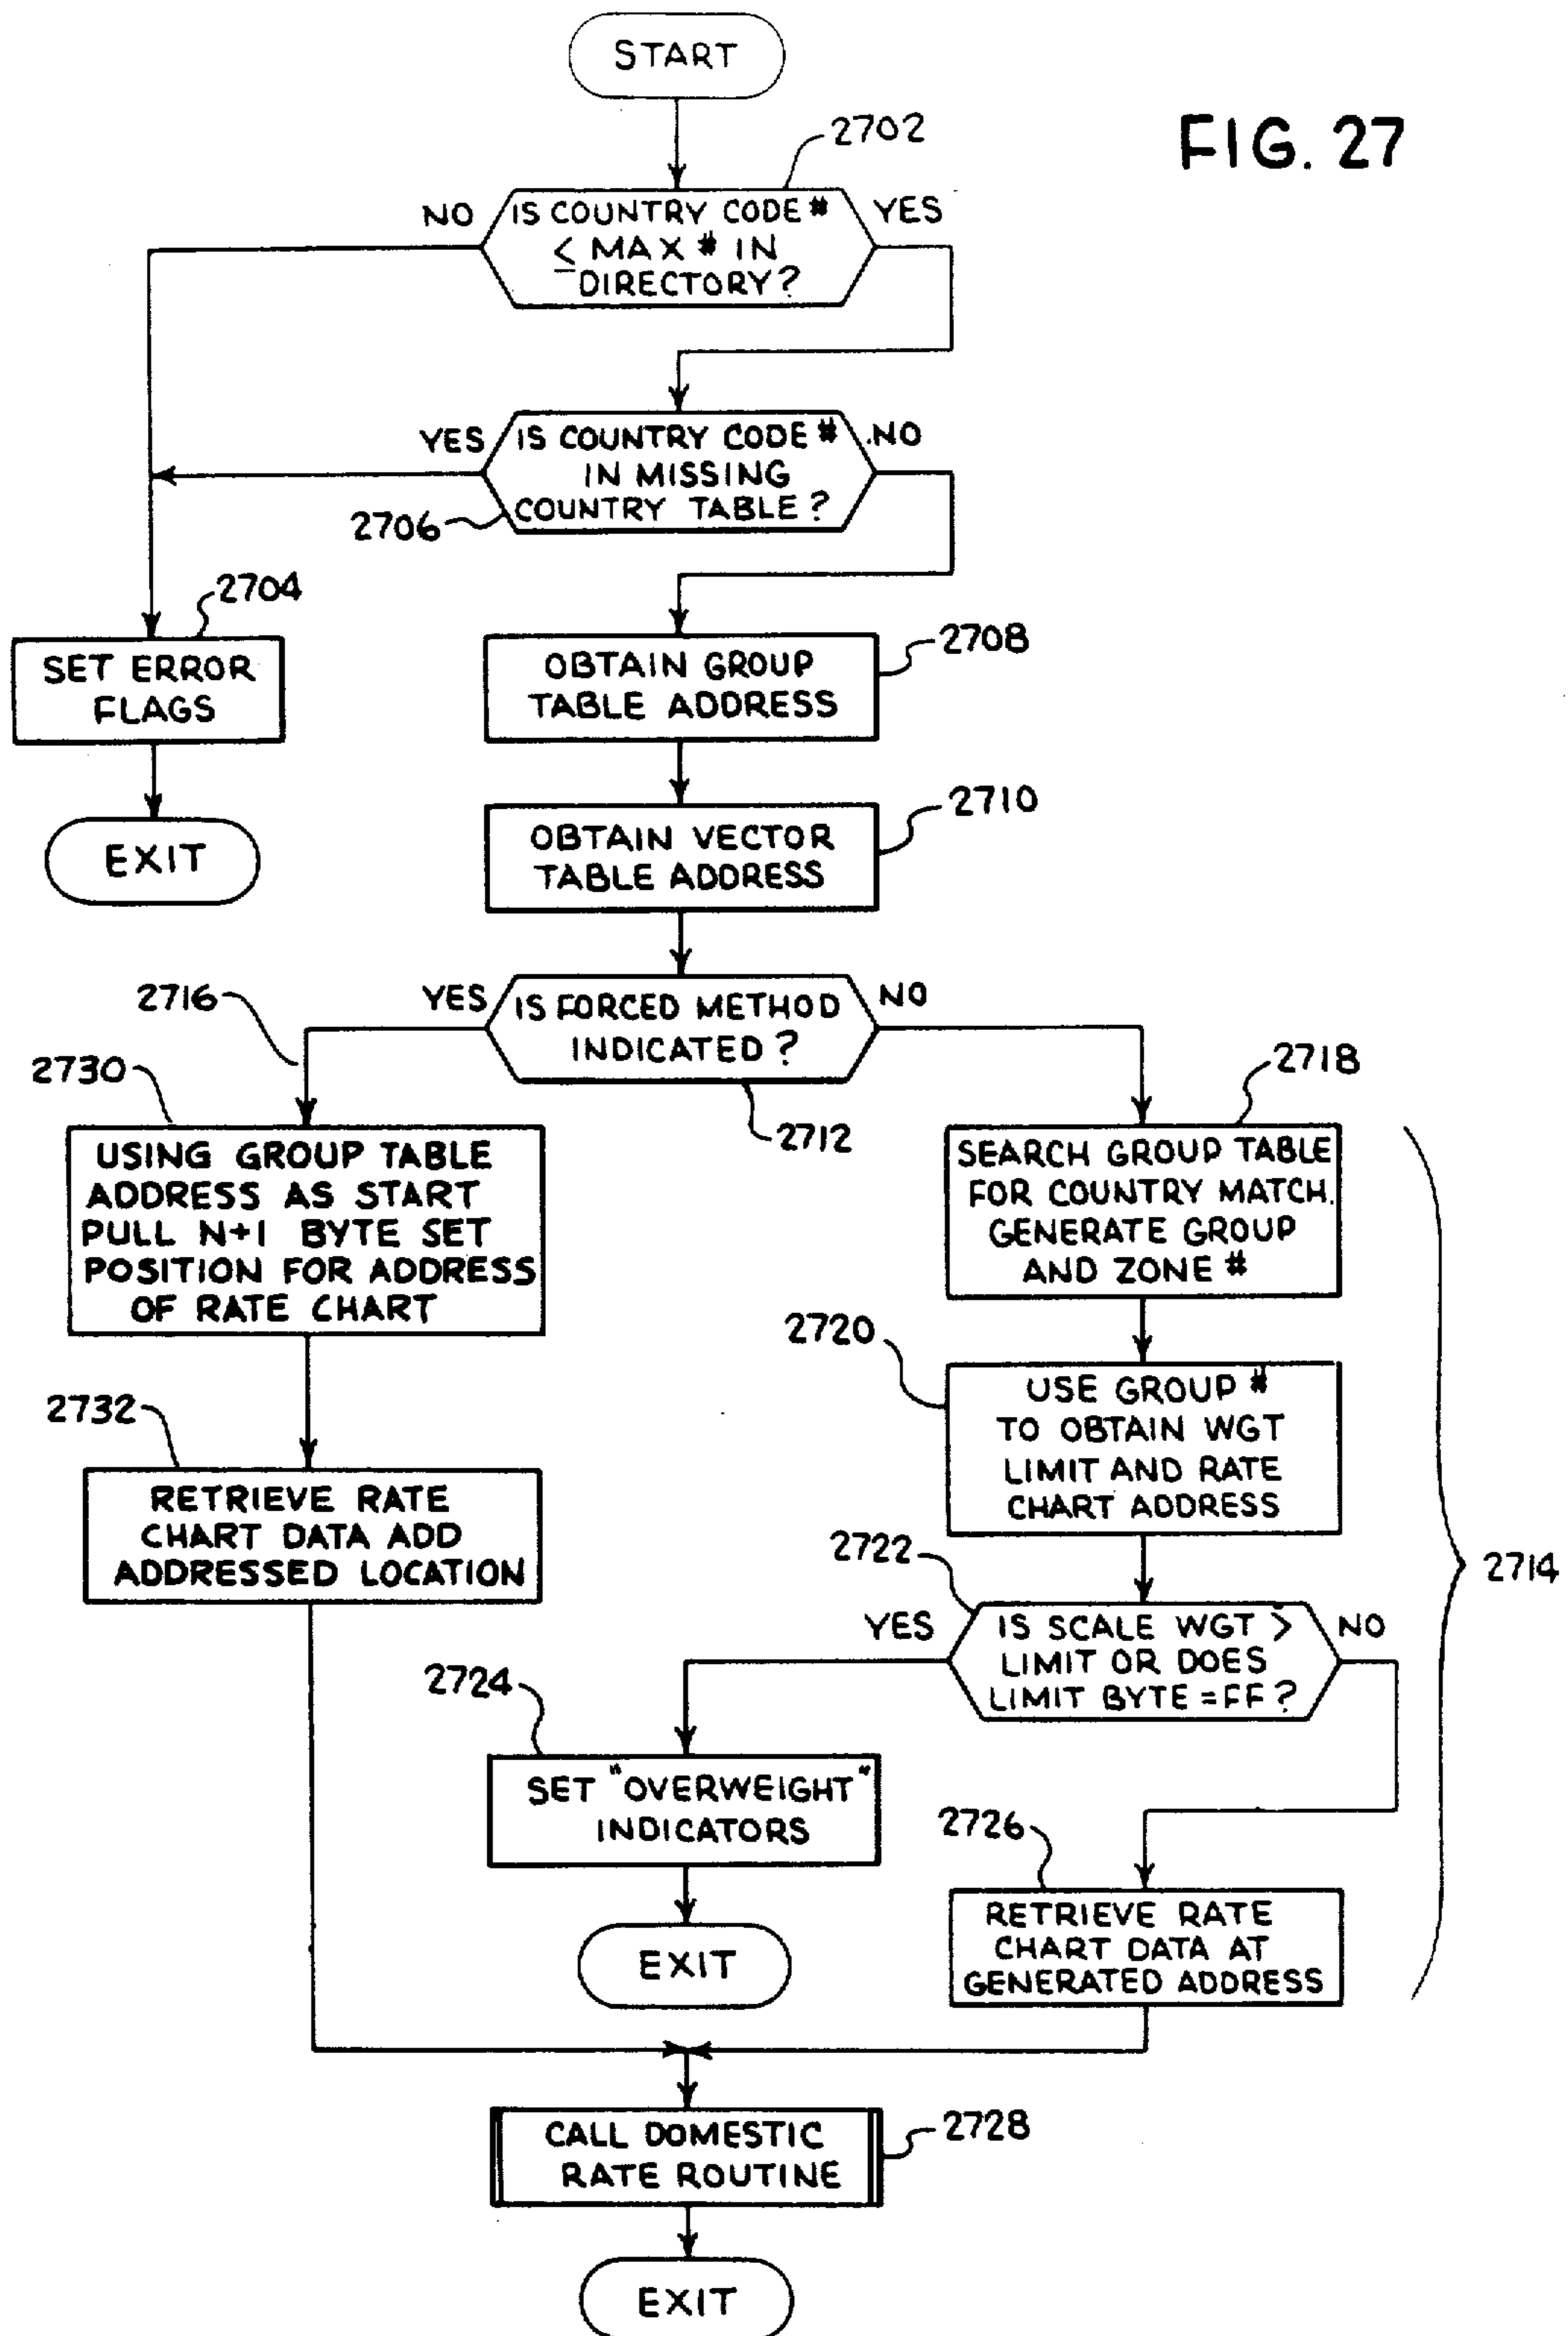 START
FIG. 27
2702
NO
IS COUNTRY CODE #
≤ MAX # IN
DIRECTORY?
YES
YES
IS COUNTRY CODE #
IN MISSING
COUNTRY TABLE?
NO
2706
2704
SET ERROR
FLAGS
EXIT
2708
OBTAIN GROUP
TABLE ADDRESS
2710
OBTAIN VECTOR
TABLE ADDRESS
2716
YES
IS FORCED METHOD
INDICATED?
NO
2712
2730
USING GROUP TABLE
ADDRESS AS START
PULL N+1 BYTE SET
POSITION FOR ADDRESS
OF RATE CHART
2718
SEARCH GROUP TABLE
FOR COUNTRY MATCH.
GENERATE GROUP
AND ZONE #
2720
USE GROUP #
TO OBTAIN WGT
LIMIT AND RATE
CHART ADDRESS
2732
RETRIEVE RATE
CHART DATA ADD
ADDRESSED LOCATION
2722
YES
IS SCALE WGT >
LIMIT OR DOES
LIMIT BYTE = FF?
NO
2714
2724
SET "OVERWEIGHT"
INDICATORS
EXIT
2726
RETRIEVE RATE
CHART DATA AT
GENERATED ADDRESS
CALL DOMESTIC
RATE ROUTINE
2728
EXIT